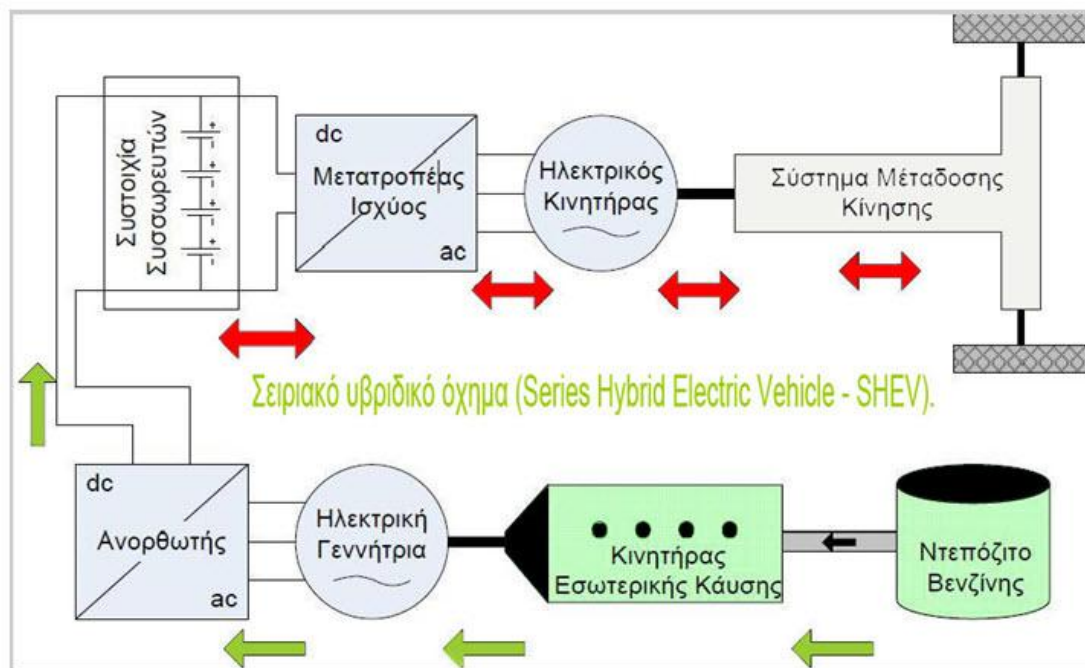 Συστοιχία
Συσσωρευτών
+
-
+
-
+
-
+
-
dc
Μετατροπέας
Ισχύος
ac
Ηλεκτρικός
Κινητήρας
Σύστημα Μέταδοσης
Κίνησης
Σειριακό υβριδικό όχημα (Series Hybrid Electric Vehicle - SHEV).
dc
Ανορθωτής
ac
Ηλεκτρική
Γεννήτρια
Κινητήρας
Εσωτερικής Κάυσης
Ντεπόζιτο
Βενζίνης